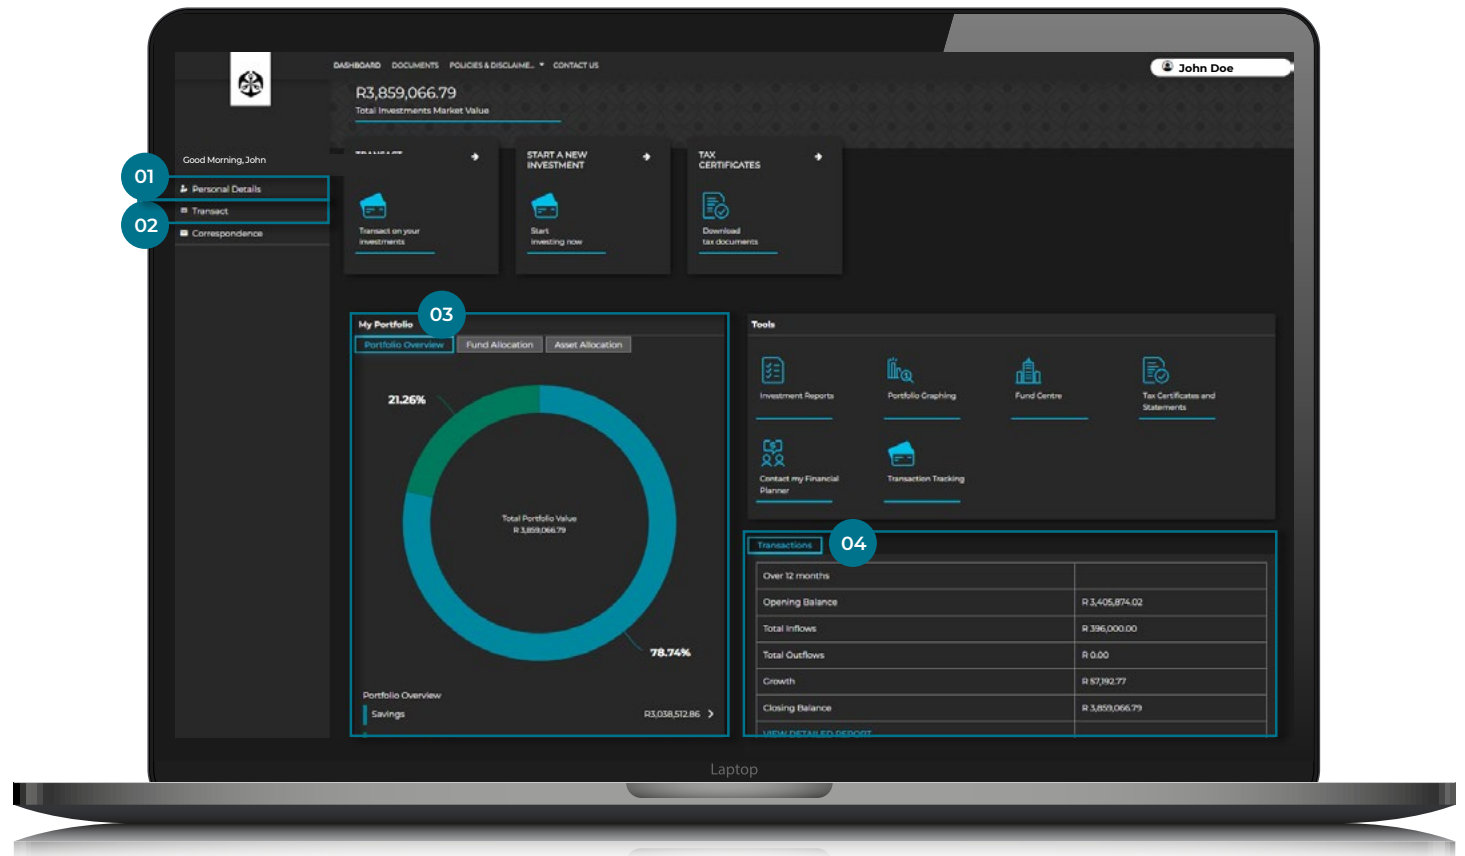 DASHBOARD DOCUMENTS POLICIES & DISCLAIME... CONTACT US
John Doe
R3,859,066.79
Total Investments Market Value
Good Morning, John
01
Personal Details
02
Transact
Correspondence
TRANSACT
Transact on your
investments
START A NEW
INVESTMENT
Start
investing now
TAX
CERTIFICATES
Download
tax documents
03
My Portfolio
Portfolio Overview Fund Allocation Asset Allocation
21.26%
Total Portfolio Value
R 3,859,066.79
78.74%
Portfolio Overview
Savings R3,038,512.86
Tools
Investment Reports
Portfolio Graphing
Fund Centre
Tax Certificates and
Statements
Contact my Financial
Planner
Transaction Tracking
04
Transactions
Over 12 months
Opening Balance R 3,405,874.02
Total Inflows R 396,000.00
Total Outflows R 0.00
Growth R 57,192.77
Closing Balance R 3,859,066.79
VIEW DETAILED REPORT
Laptop